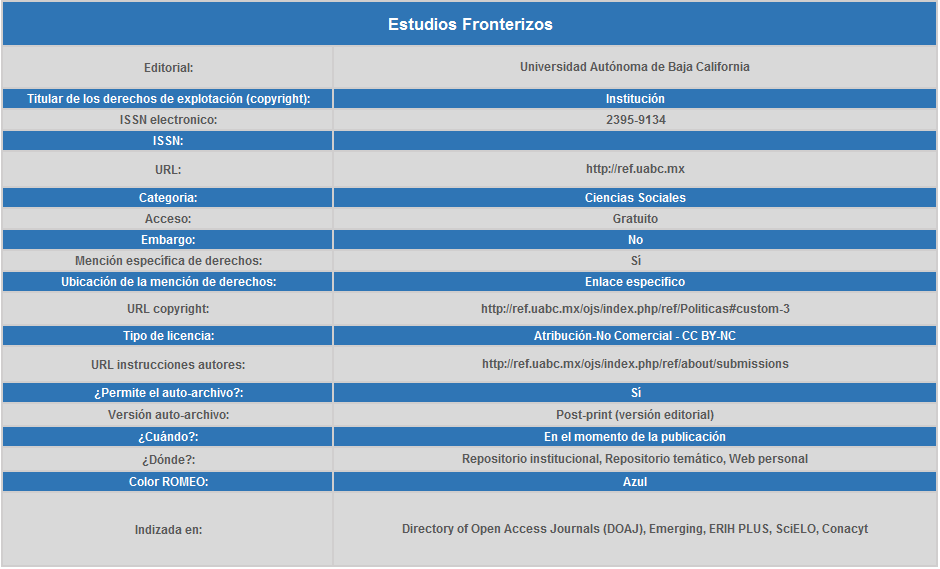 Estudios Fronterizos
Editorial: Universidad Autónoma de Baja California
Titular de los derechos de explotación (copyright): Institución
ISSN electronico: 2395-9134
ISSN:
URL: http://ref.uabc.mx
Categoria: Ciencias Sociales
Acceso: Gratuito
Embargo: No
Mención especifica de derechos: Sí
Ubicación de la mención de derechos: Enlace especifico
URL copyright: http://ref.uabc.mx/ojs/index.php/ref/Politicas#custom-3
Tipo de licencia: Atribución-No Comercial - CC BY-NC
URL instrucciones autores: http://ref.uabc.mx/ojs/index.php/ref/about/submissions
¿Permite el auto-archivo?: Sí
Versión auto-archivo: Post-print (versión editorial)
¿Cuándo?: En el momento de la publicación
¿Dónde?: Repositorio institucional, Repositorio temático, Web personal
Color ROMEO: Azul
Indizada en: Directory of Open Access Journals (DOAJ), Emerging, ERIH PLUS, SciELO, Conacyt